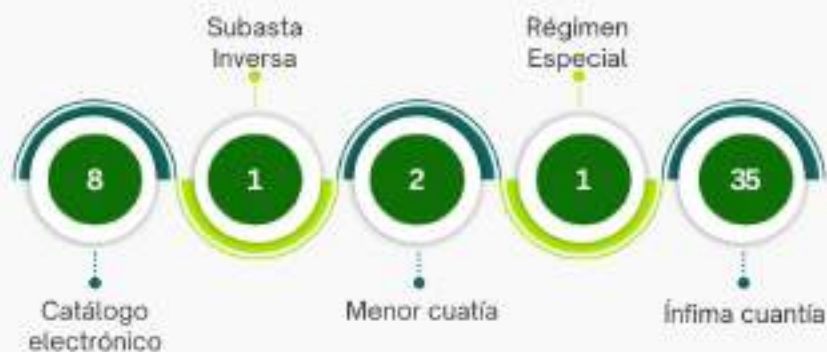 Subasta
Inversa
Régimen
Especial
8
1
2
1
35
Catálogo
electrónico
Menor cuatía
Ínfima cuantía